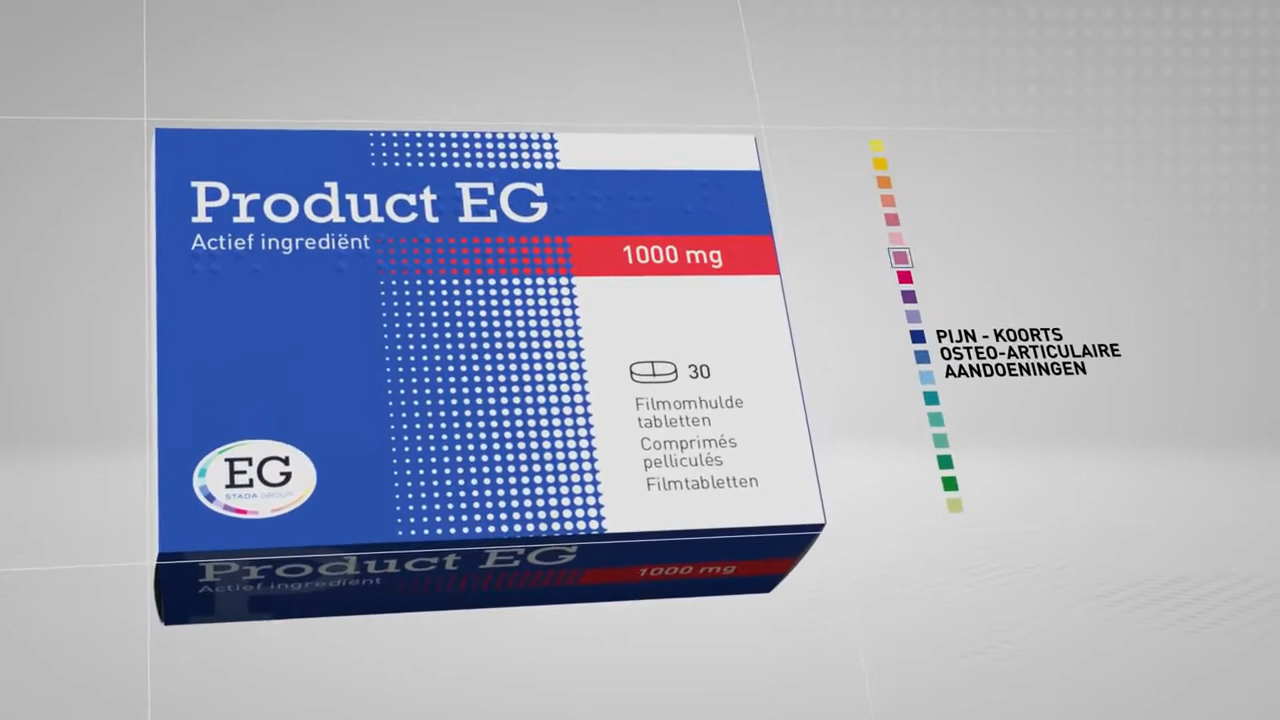 Product EG
Actief ingrediënt
1000 mg
30
Filmomhulde
tabletten
Comprimés
pelliculés
Filmtabletten
EG
STADA GROUP
Product EG
Actief ingrediënt
1000 mg
PIJN - KOORTS
OSTEO-ARTICULAIRE
AANDOENINGEN